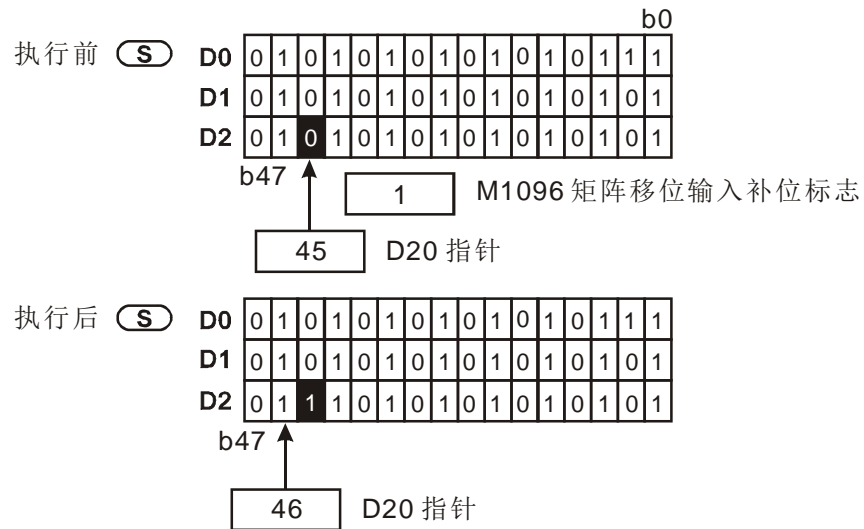 b0
执行前 S D0 0 1 0 1 0 1 0 1 0 1 0 1 0 1 1 1
D1 0 1 0 1 0 1 0 1 0 1 0 1 0 1 0 1
D2 0 1 0 1 0 1 0 1 0 1 0 1 0 1 0 1
b47
1 M1096 矩阵移位输入补位标志
45 D20 指针
执行后 S D0 0 1 0 1 0 1 0 1 0 1 0 1 0 1 1 1
D1 0 1 0 1 0 1 0 1 0 1 0 1 0 1 0 1
D2 0 1 1 1 0 1 0 1 0 1 0 1 0 1 0 1
b47
46 D20 指针